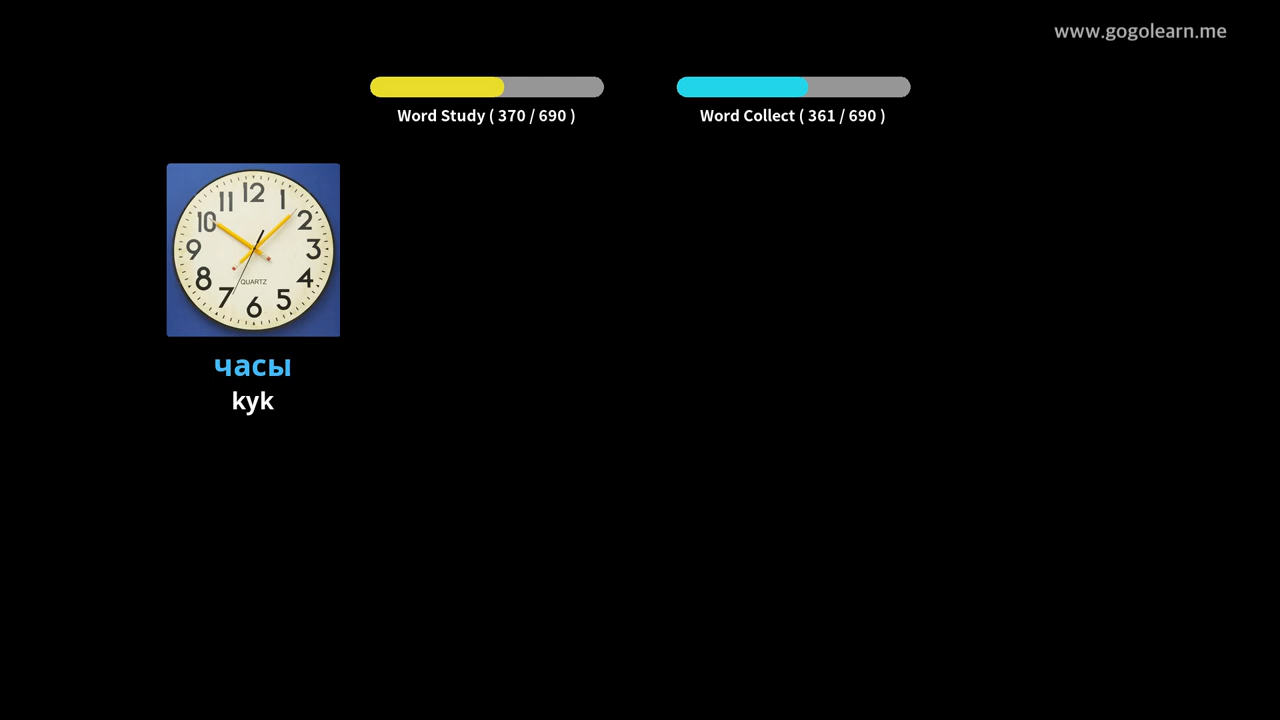 www.gogolearn.me
Word Study ( 370 / 690 )
Word Collect ( 361 / 690 )
12
11
1
10
2
9
3
8
4
QUARTZ
7
5
6
часы
kyk